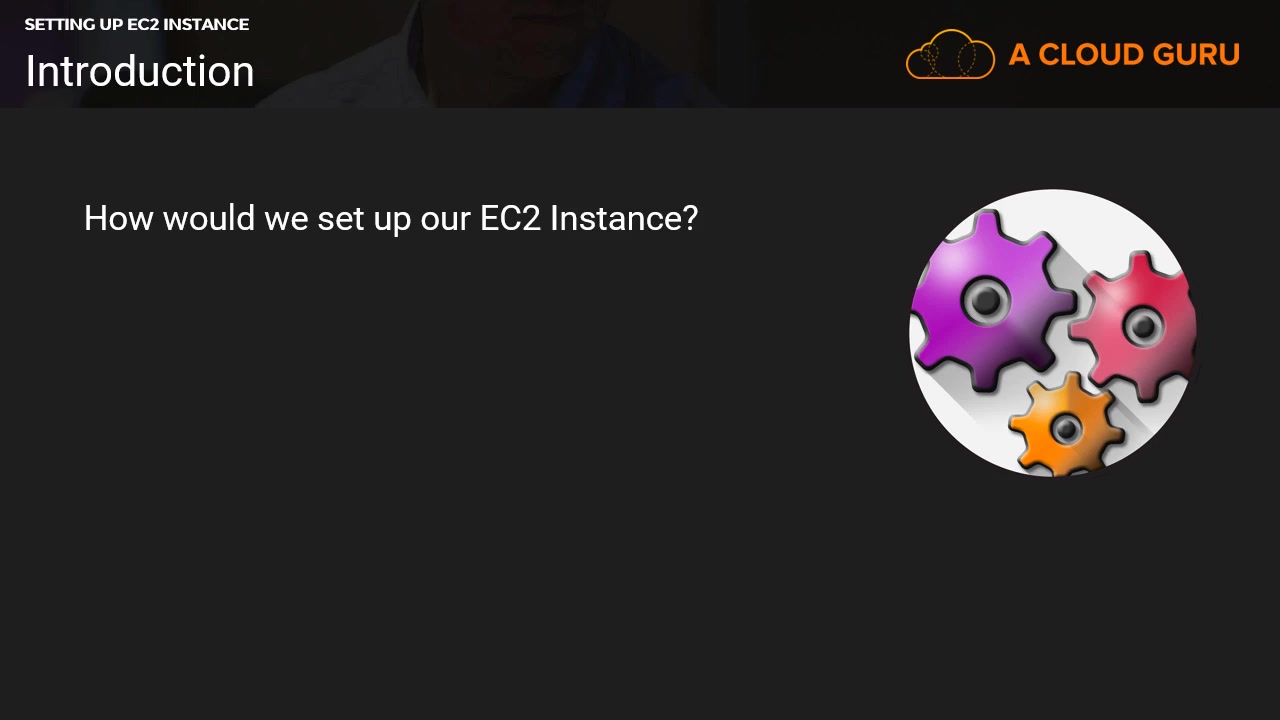 SETTING UP EC2 INSTANCE
Introduction
A CLOUD GURU
How would we set up our EC2 Instance?